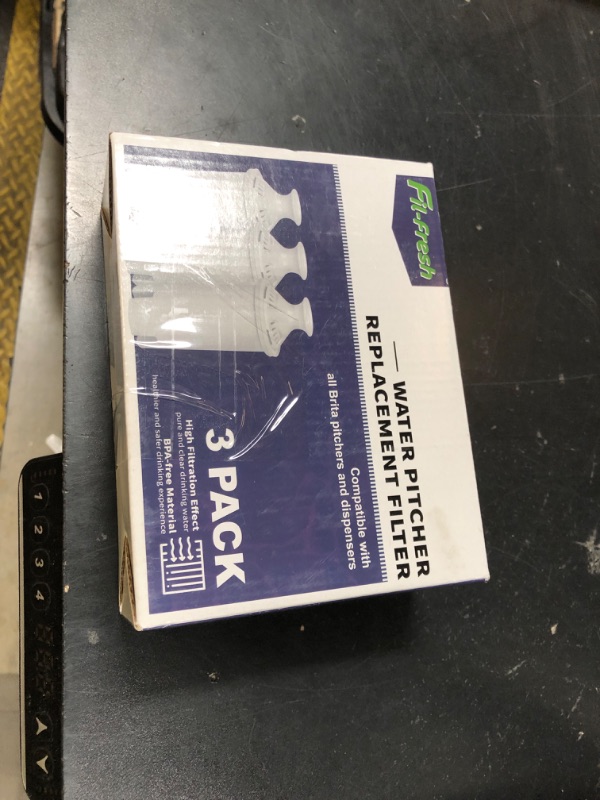 Fil-fresh
WATER PITCHER
REPLACEMENT FILTER
Compatible with
all Brita pitchers and dispensers
3 PACK
High Filtration Effect
pure and clear drinking water
BPA-free Material
healthier and safer drinking experience
1 2 3 4